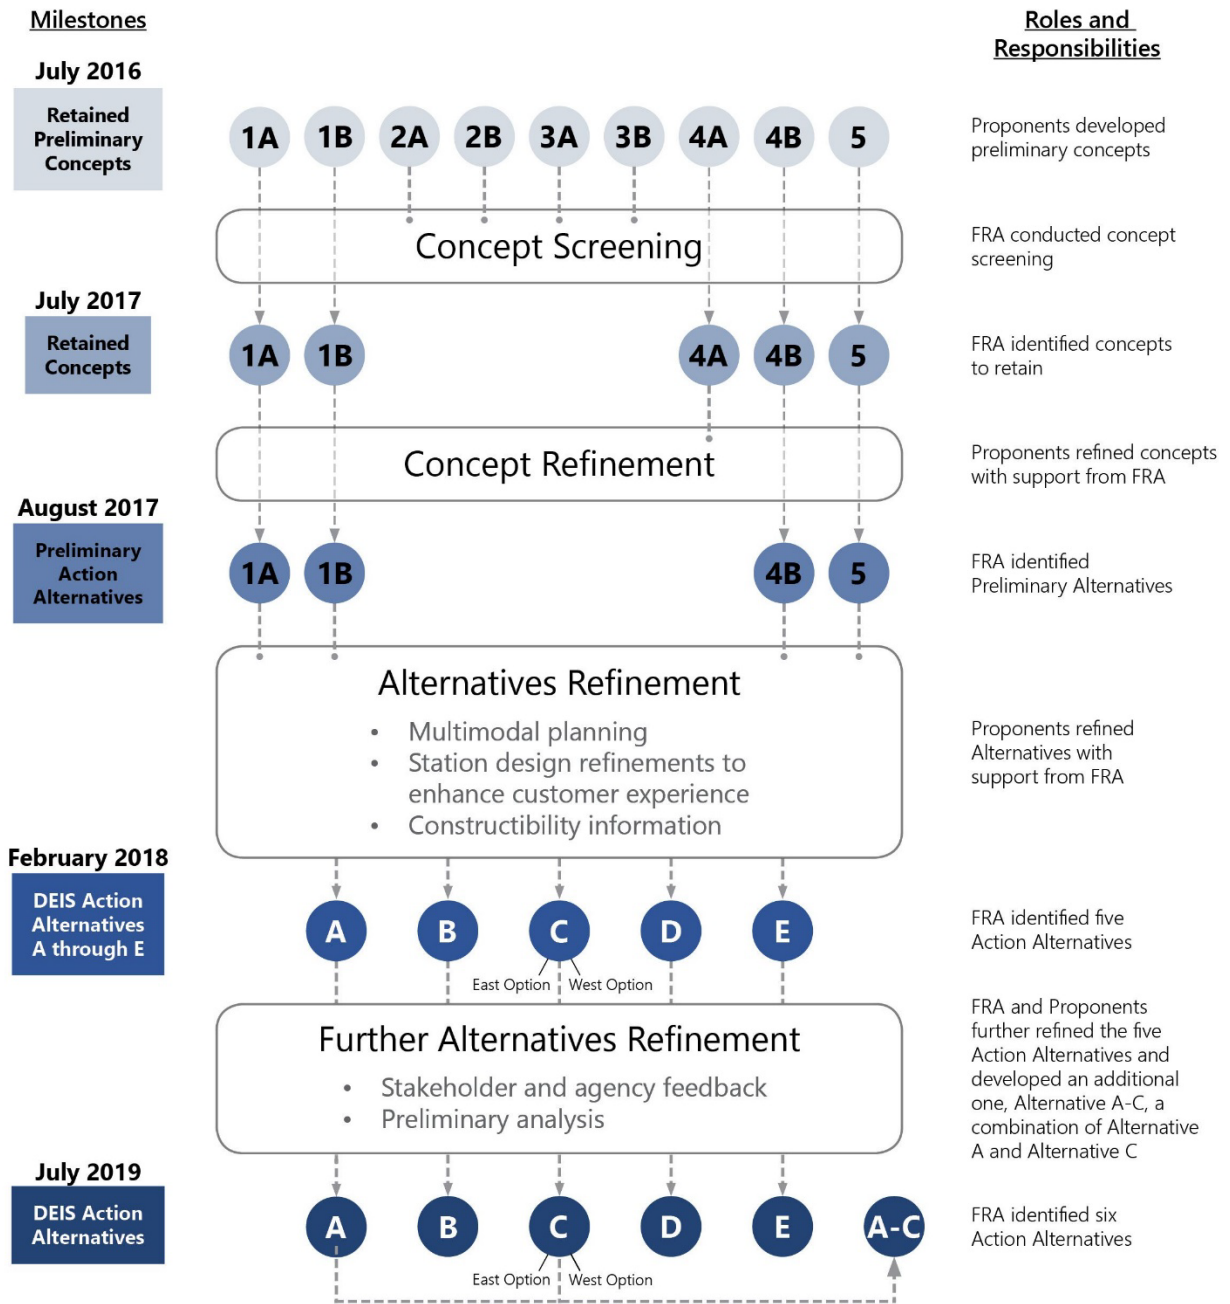 Milestones
Roles and
Responsibilities
July 2016
Retained
Preliminary
Concepts
1A 1B 2A 2B 3A 3B 4A 4B 5
Proponents developed
preliminary concepts
Concept Screening
FRA conducted concept
screening
July 2017
Retained
Concepts
1A 1B 4A 4B 5
FRA identified concepts
to retain
Concept Refinement
Proponents refined concepts
with support from FRA
August 2017
Preliminary
Action
Alternatives
1A 1B 4B 5
FRA identified
Preliminary Alternatives
Alternatives Refinement
• Multimodal planning
• Station design refinements to
enhance customer experience
• Constructibility information
Proponents refined
Alternatives with
support from FRA
February 2018
DEIS Action
Alternatives
A through E
A B C D E
East Option West Option
FRA identified five
Action Alternatives
Further Alternatives Refinement
• Stakeholder and agency feedback
• Preliminary analysis
FRA and Proponents
further refined the five
Action Alternatives and
developed an additional
one, Alternative A-C, a
combination of Alternative
A and Alternative C
July 2019
DEIS Action
Alternatives
A B C D E A-C
East Option West Option
FRA identified six
Action Alternatives